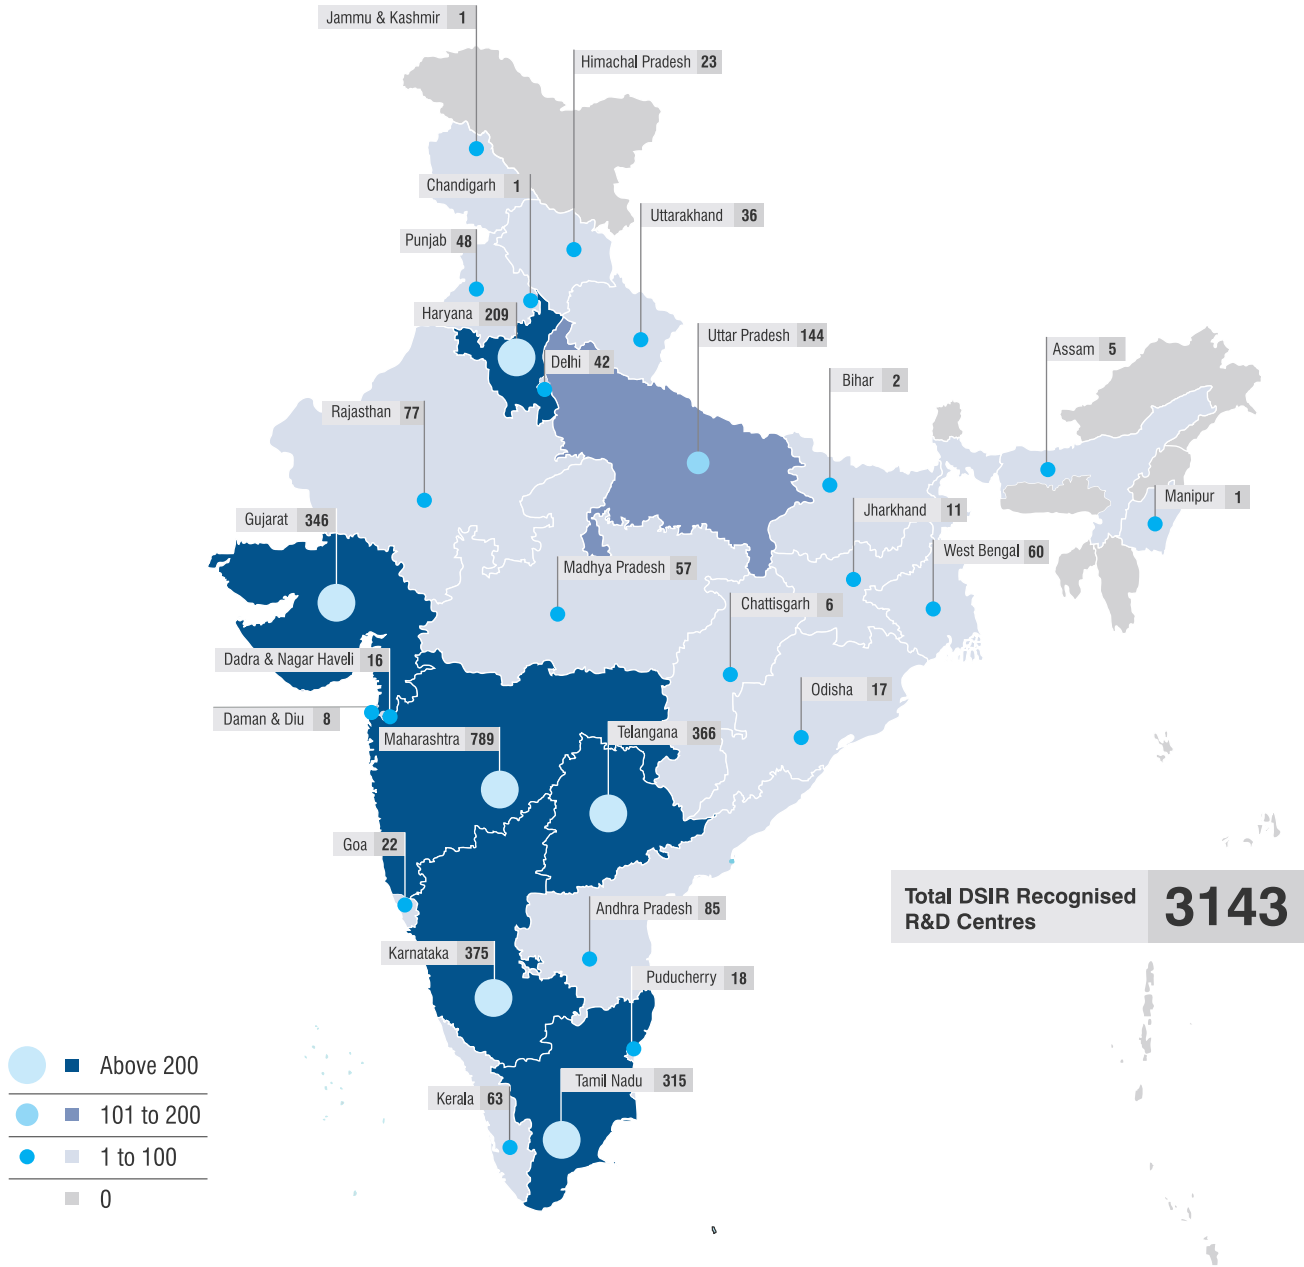 Jammu & Kashmir 1
Himachal Pradesh 23
Chandigarh 1
Uttarakhand 36
Punjab 48
Haryana 209
Uttar Pradesh 144
Assam 5
Delhi 42
Bihar 2
Rajasthan 77
Manipur 1
Jharkhand 11
Gujarat 346
West Bengal 60
Madhya Pradesh 57
Chattisgarh 6
Dadra & Nagar Haveli 16
Odisha 17
Daman & Diu 8
Telangana 366
Maharashtra 789
Goa 22
Total DSIR Recognised
R&D Centres
3143
Andhra Pradesh 85
Karnataka 375
Puducherry 18
Tamil Nadu 315
Kerala 63
Above 200
101 to 200
1 to 100
0